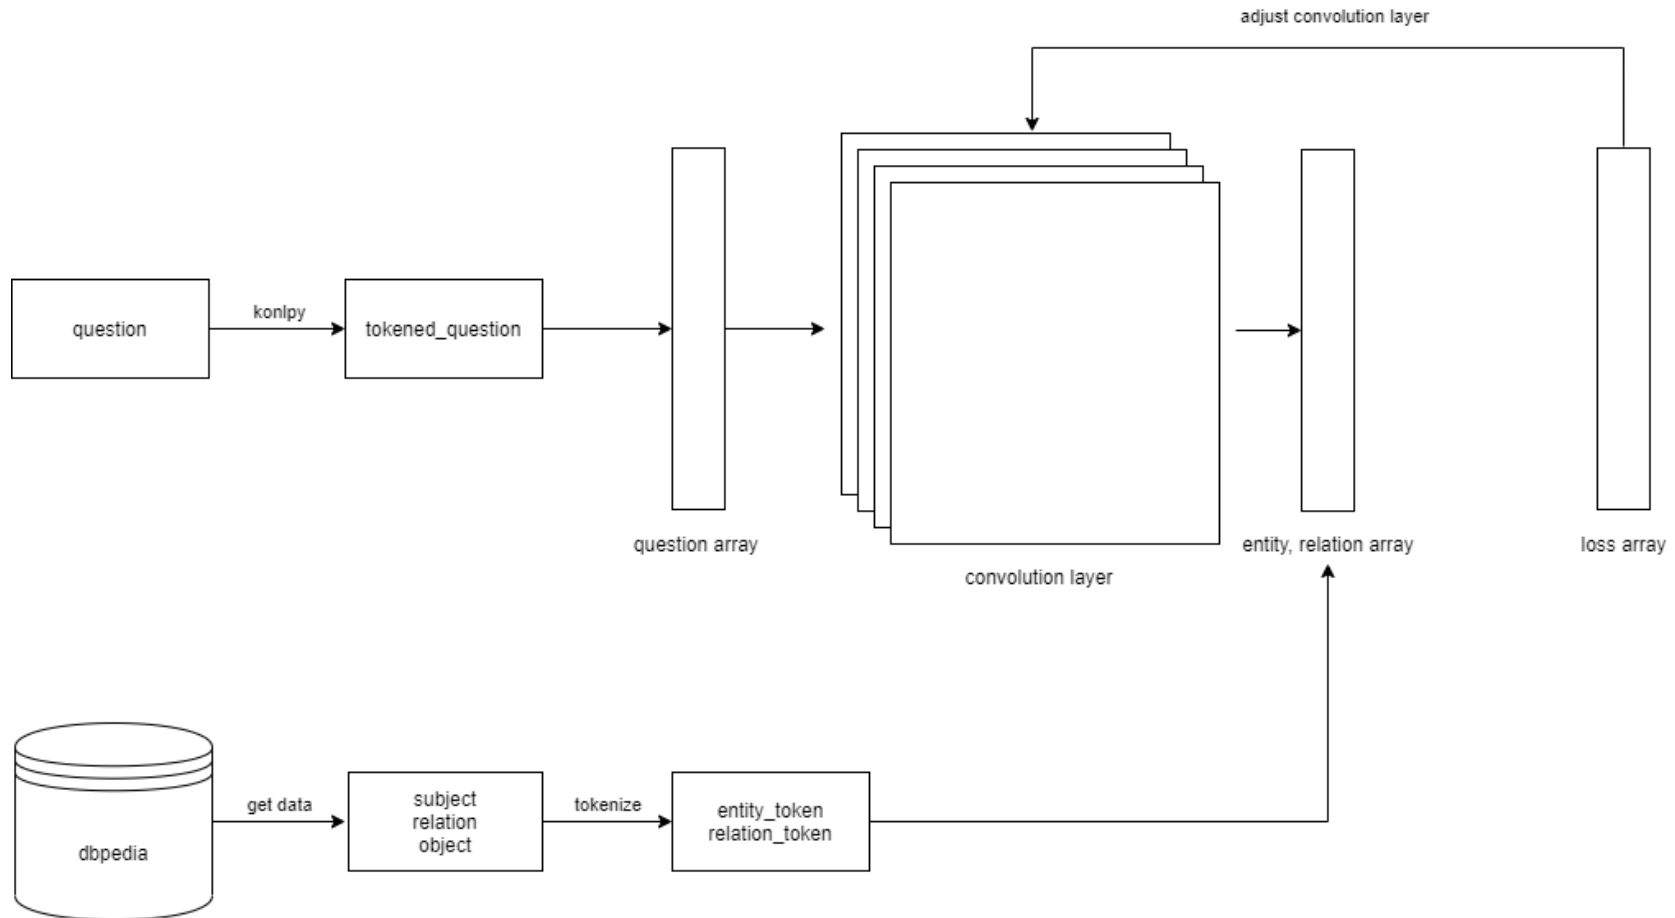 adjust convolution layer
question
konlpy
tokened_question
question array
convolution layer
entity, relation array
loss array
dbpedia
get data
subject
relation
object
tokenize
entity_token
relation_token